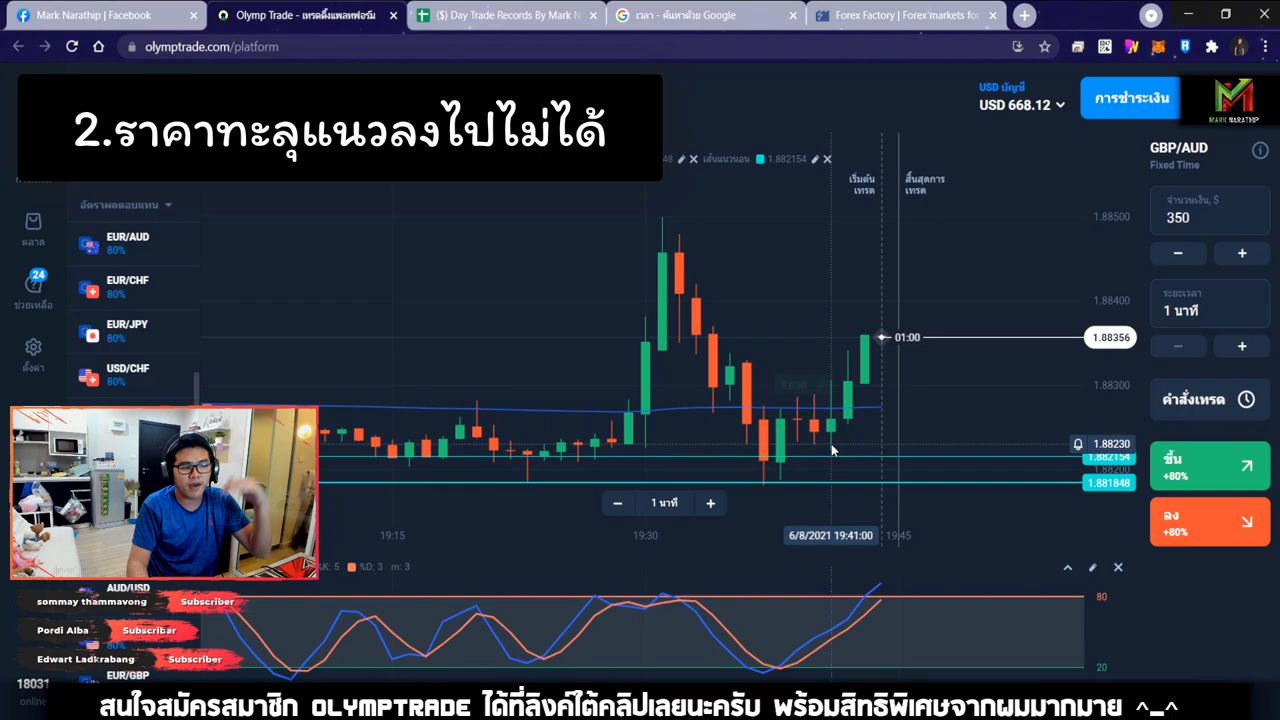 Mark Narathip | Facebook
Olymp Trade - เทรดดิ้งแพลทฟอร์ม
($) Day Trade Records By Mark N
เวลา - ค้นหาด้วย Google
Forex Factory | Forex markets for
olymptrade.com/platform
2.ราคาทะลุแนวลงไปไม่ได้
USD บัญชี
USD 668.12
การชำระเงิน
MARK NARATHIP
เส้นแนวนอน 1.882154
เริ่มต้น
เทรด
สิ้นสุดการ
เทรด
GBP/AUD
Fixed Time
จำนวนเงิน, $
350
ระยะเวลา
1 นาที
คำสั่งเทรด
ขึ้น
+80%
ลง
+80%
ตลาด
24
ช่วยเหลือ
ตั้งค่า
อัตราผลตอบแทน
EUR/AUD
80%
EUR/CHF
80%
EUR/JPY
80%
USD/CHF
80%
1.88500
1.88400
1.88356
1.88300
1.88230
1.882154
1.88200
1.881848
01:00
1 นาที
19:15
19:30
6/8/2021 19:41:00
19:45
%K: 5 %D: 3 m: 3
80
20
AUD/USD
sommay thammavong Subscriber
Pordi Alba Subscriber
80%
Edwart Ladkrabang Subscriber
EUR/GBP
18031
online
สนใจสมัครสมาชิก OLYMPTRADE ได้ที่ลิงค์ใต้คลิปเลยนะครับ พร้อมสิทธิพิเศษจากผมมากมาย ^_^